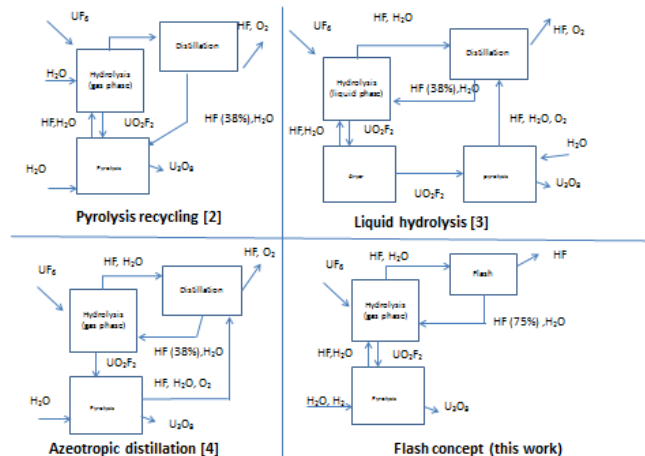 UF₆
HF, H₂O
HF, O₂
Distillation
Hydrolysis
(gas phase)
H₂O
HF,H₂O
UO₂F₂
HF (38%),H₂O
Pyrolysis
H₂O
U₃O₈
Pyrolysis recycling [2]
UF₆
HF, H₂O
HF, O₂
Distillation
Hydrolysis
(liquid phase)
HF (38%),H₂O
HF,H₂O
UO₂F₂
HF, H₂O, O₂
H₂O
Dryer
pyrolysis
UO₂F₂
U₃O₈
Liquid hydrolysis [3]
UF₆
HF, H₂O
HF, O₂
Distillation
Hydrolysis
(gas phase)
HF (38%),H₂O
UO₂F₂
HF, H₂O, O₂
H₂O
Pyrolysis
U₃O₈
Azeotropic distillation [4]
UF₆
HF, H₂O
HF
Flash
Hydrolysis
(gas phase)
HF (75%) ,H₂O
HF,H₂O
UO₂F₂
H₂O, H₂
Pyrolysis
U₃O₈
Flash concept (this work)